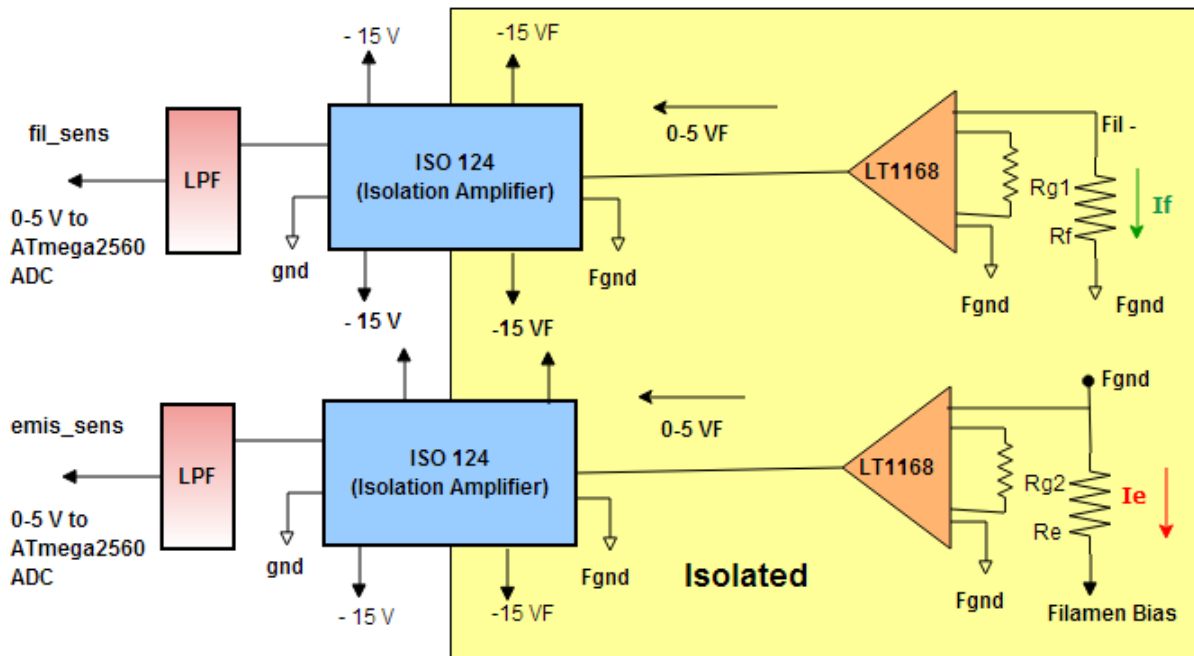 - 15 V
-15 VF
fil_sens
LPF
0-5 V to
ATmega2560
ADC
ISO 124
(Isolation Amplifier)
gnd
Fgnd
- 15 V
-15 VF
0-5 VF
LT1168
Fil -
Rg1
Rf
If
Fgnd
Fgnd
emis_sens
LPF
0-5 V to
ATmega2560
ADC
ISO 124
(Isolation Amplifier)
gnd
Fgnd
- 15 V
-15 VF
0-5 VF
LT1168
Fgnd
Rg2
Re
Ie
Fgnd
Filamen Bias
Isolated